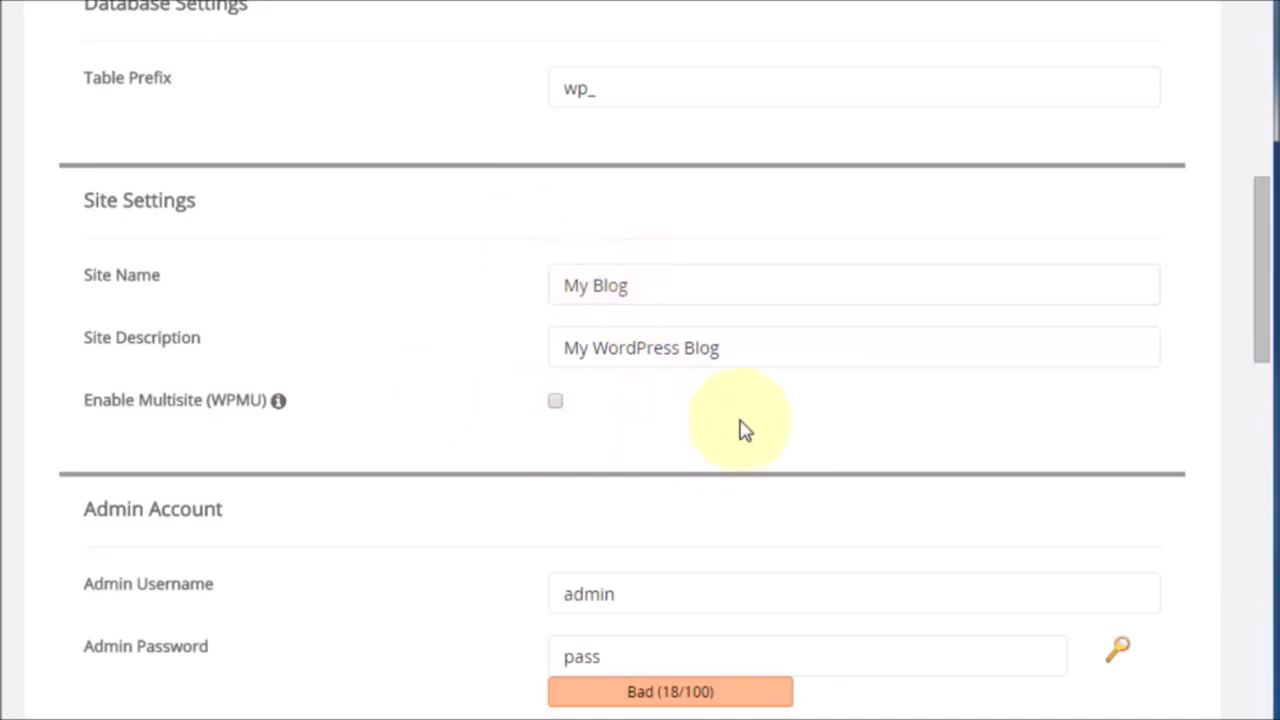 Database Settings
Table Prefix
wp_
Site Settings
Site Name
My Blog
Site Description
My WordPress Blog
Enable Multisite (WPMU)
Admin Account
Admin Username
admin
Admin Password
pass
Bad (18/100)